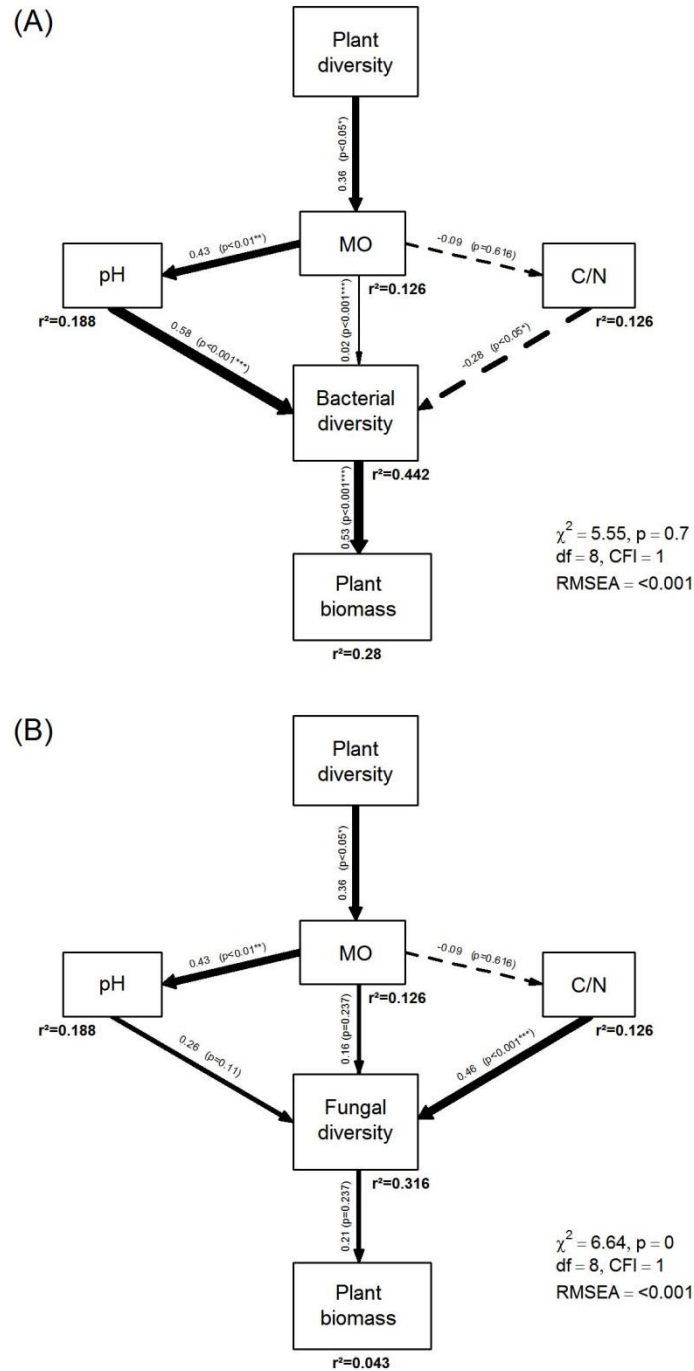 (A)
Plant
diversity
0.36 (p<0.05*)
MO
r²=0.126
0.43 (p<0.01**)
-0.09 (p=0.616)
pH
r²=0.188
C/N
r²=0.126
0.58 (p<0.001***)
0.02 (p<0.001***)
-0.28 (p<0.05*)
Bacterial
diversity
r²=0.442
0.53 (p<0.001***)
Plant
biomass
r²=0.28
χ² = 5.55, p = 0.7
df = 8, CFI = 1
RMSEA = <0.001
(B)
Plant
diversity
0.36 (p<0.05*)
MO
r²=0.126
0.43 (p<0.01**)
-0.09 (p=0.616)
pH
r²=0.188
C/N
r²=0.126
0.26 (p=0.11)
0.16 (p=0.237)
0.46 (p<0.001***)
Fungal
diversity
r²=0.316
0.21 (p=0.237)
Plant
biomass
r²=0.043
χ² = 6.64, p = 0
df = 8, CFI = 1
RMSEA = <0.001